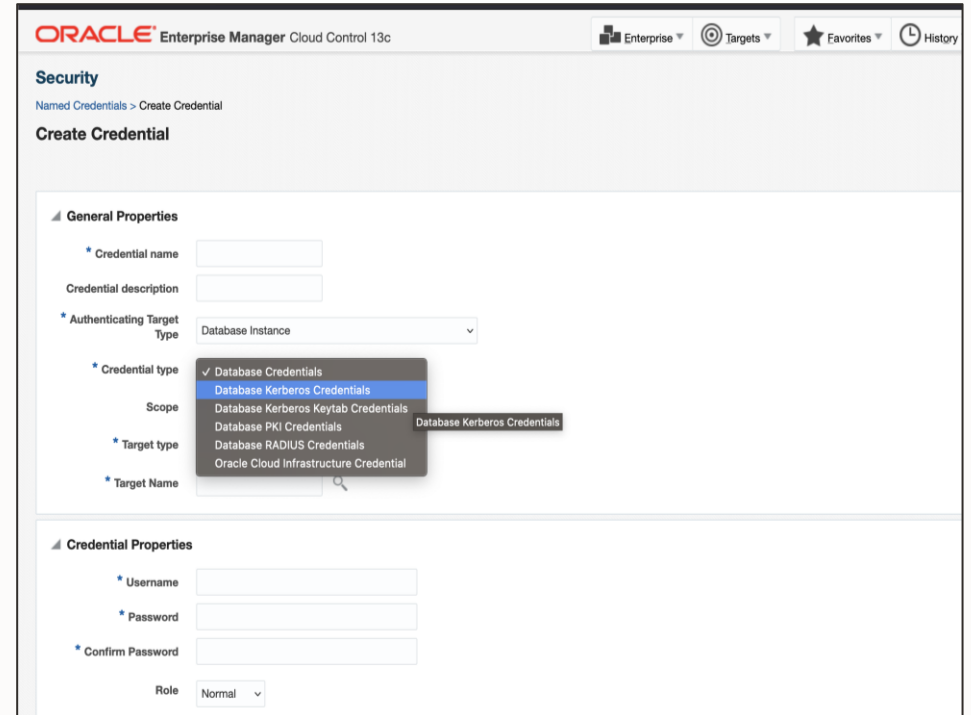 ORACLE Enterprise Manager Cloud Control 13c Enterprise Targets Favorites History
Security
Named Credentials > Create Credential
Create Credential
General Properties
* Credential name
Credential description
* Authenticating Target
Type Database Instance
* Credential type ✓ Database Credentials
Database Kerberos Credentials
Scope Database Kerberos Keytab Credentials
Database Kerberos Credentials
Database PKI Credentials
* Target type Database RADIUS Credentials
Oracle Cloud Infrastructure Credential
* Target Name
Credential Properties
* Username
* Password
* Confirm Password
Role Normal